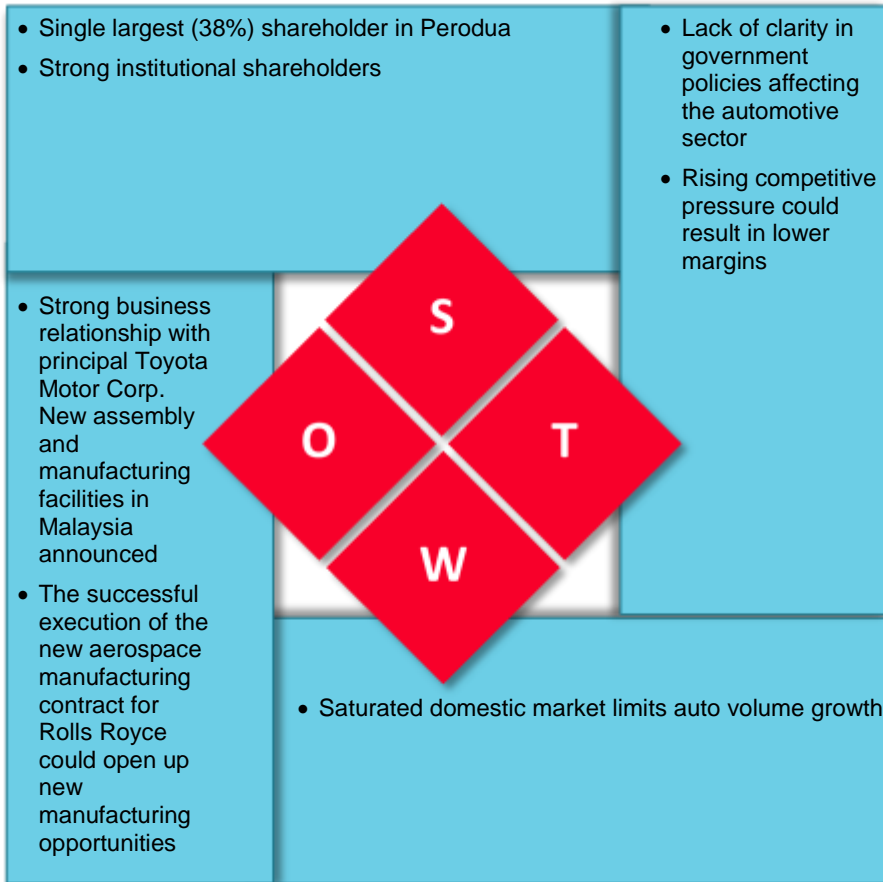 • Single largest (38%) shareholder in Perodua
• Strong institutional shareholders
• Lack of clarity in
government
policies affecting
the automotive
sector
• Rising competitive
pressure could
result in lower
margins
• Strong business
relationship with
principal Toyota
Motor Corp.
New assembly
and
manufacturing
facilities in
Malaysia
announced
• The successful
execution of the
new aerospace
manufacturing
contract for
Rolls Royce
could open up
new
manufacturing
opportunities
S
O
T
W
• Saturated domestic market limits auto volume growth